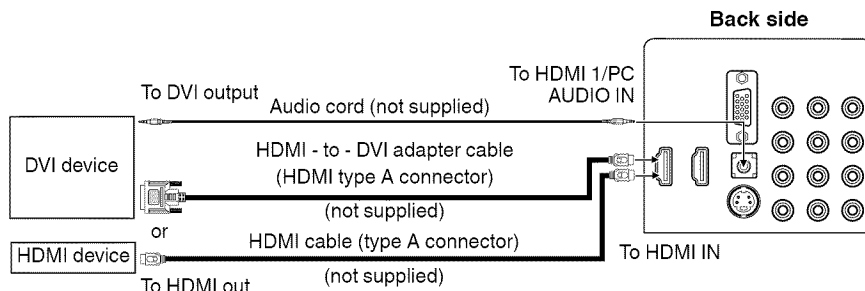 Back side
To HDMI 1/PC
AUDIO IN
To DVI output
Audio cord (not supplied)
DVI device
HDMI - to - DVI adapter cable
(HDMI type A connector)
(not supplied)
or
HDMI device
HDMI cable (type A connector)
To HDMI IN
(not supplied)
To HDMI out